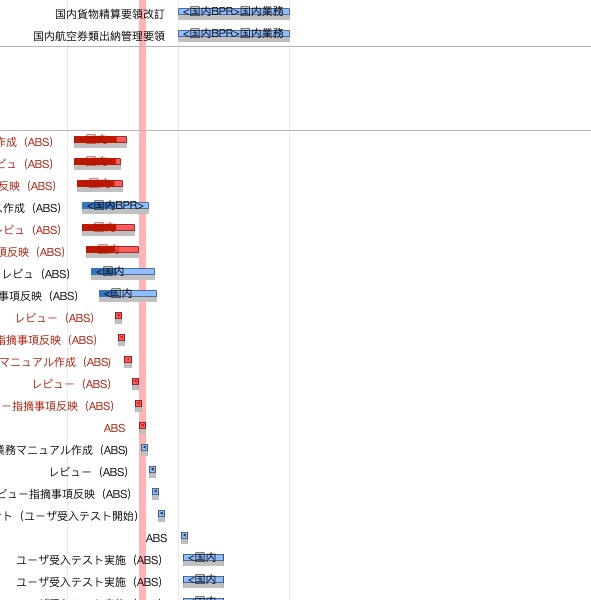 国内貨物精算要領改訂 <国内BPR>国内業務
国内航空券類出納管理要領 <国内BPR>国内業務
作成（ABS） <国内
ビュ（ABS） <国内
反映（ABS） <国内
作成（ABS） <国内BPR>
レビュ（ABS） <国内
項反映（ABS） <国内
レビュ（ABS） <国内
事項反映（ABS） <国内
レビュー（ABS）
指摘事項反映（ABS）
マニュアル作成（ABS）
レビュー（ABS）
ー指摘事項反映（ABS）
ABS
業務マニュアル作成（ABS）
レビュー（ABS）
ビュー指摘事項反映（ABS）
ント（ユーザ受入テスト開始）
ABS
ユーザ受入テスト実施（ABS） <国内
ユーザ受入テスト実施（ABS） <国内